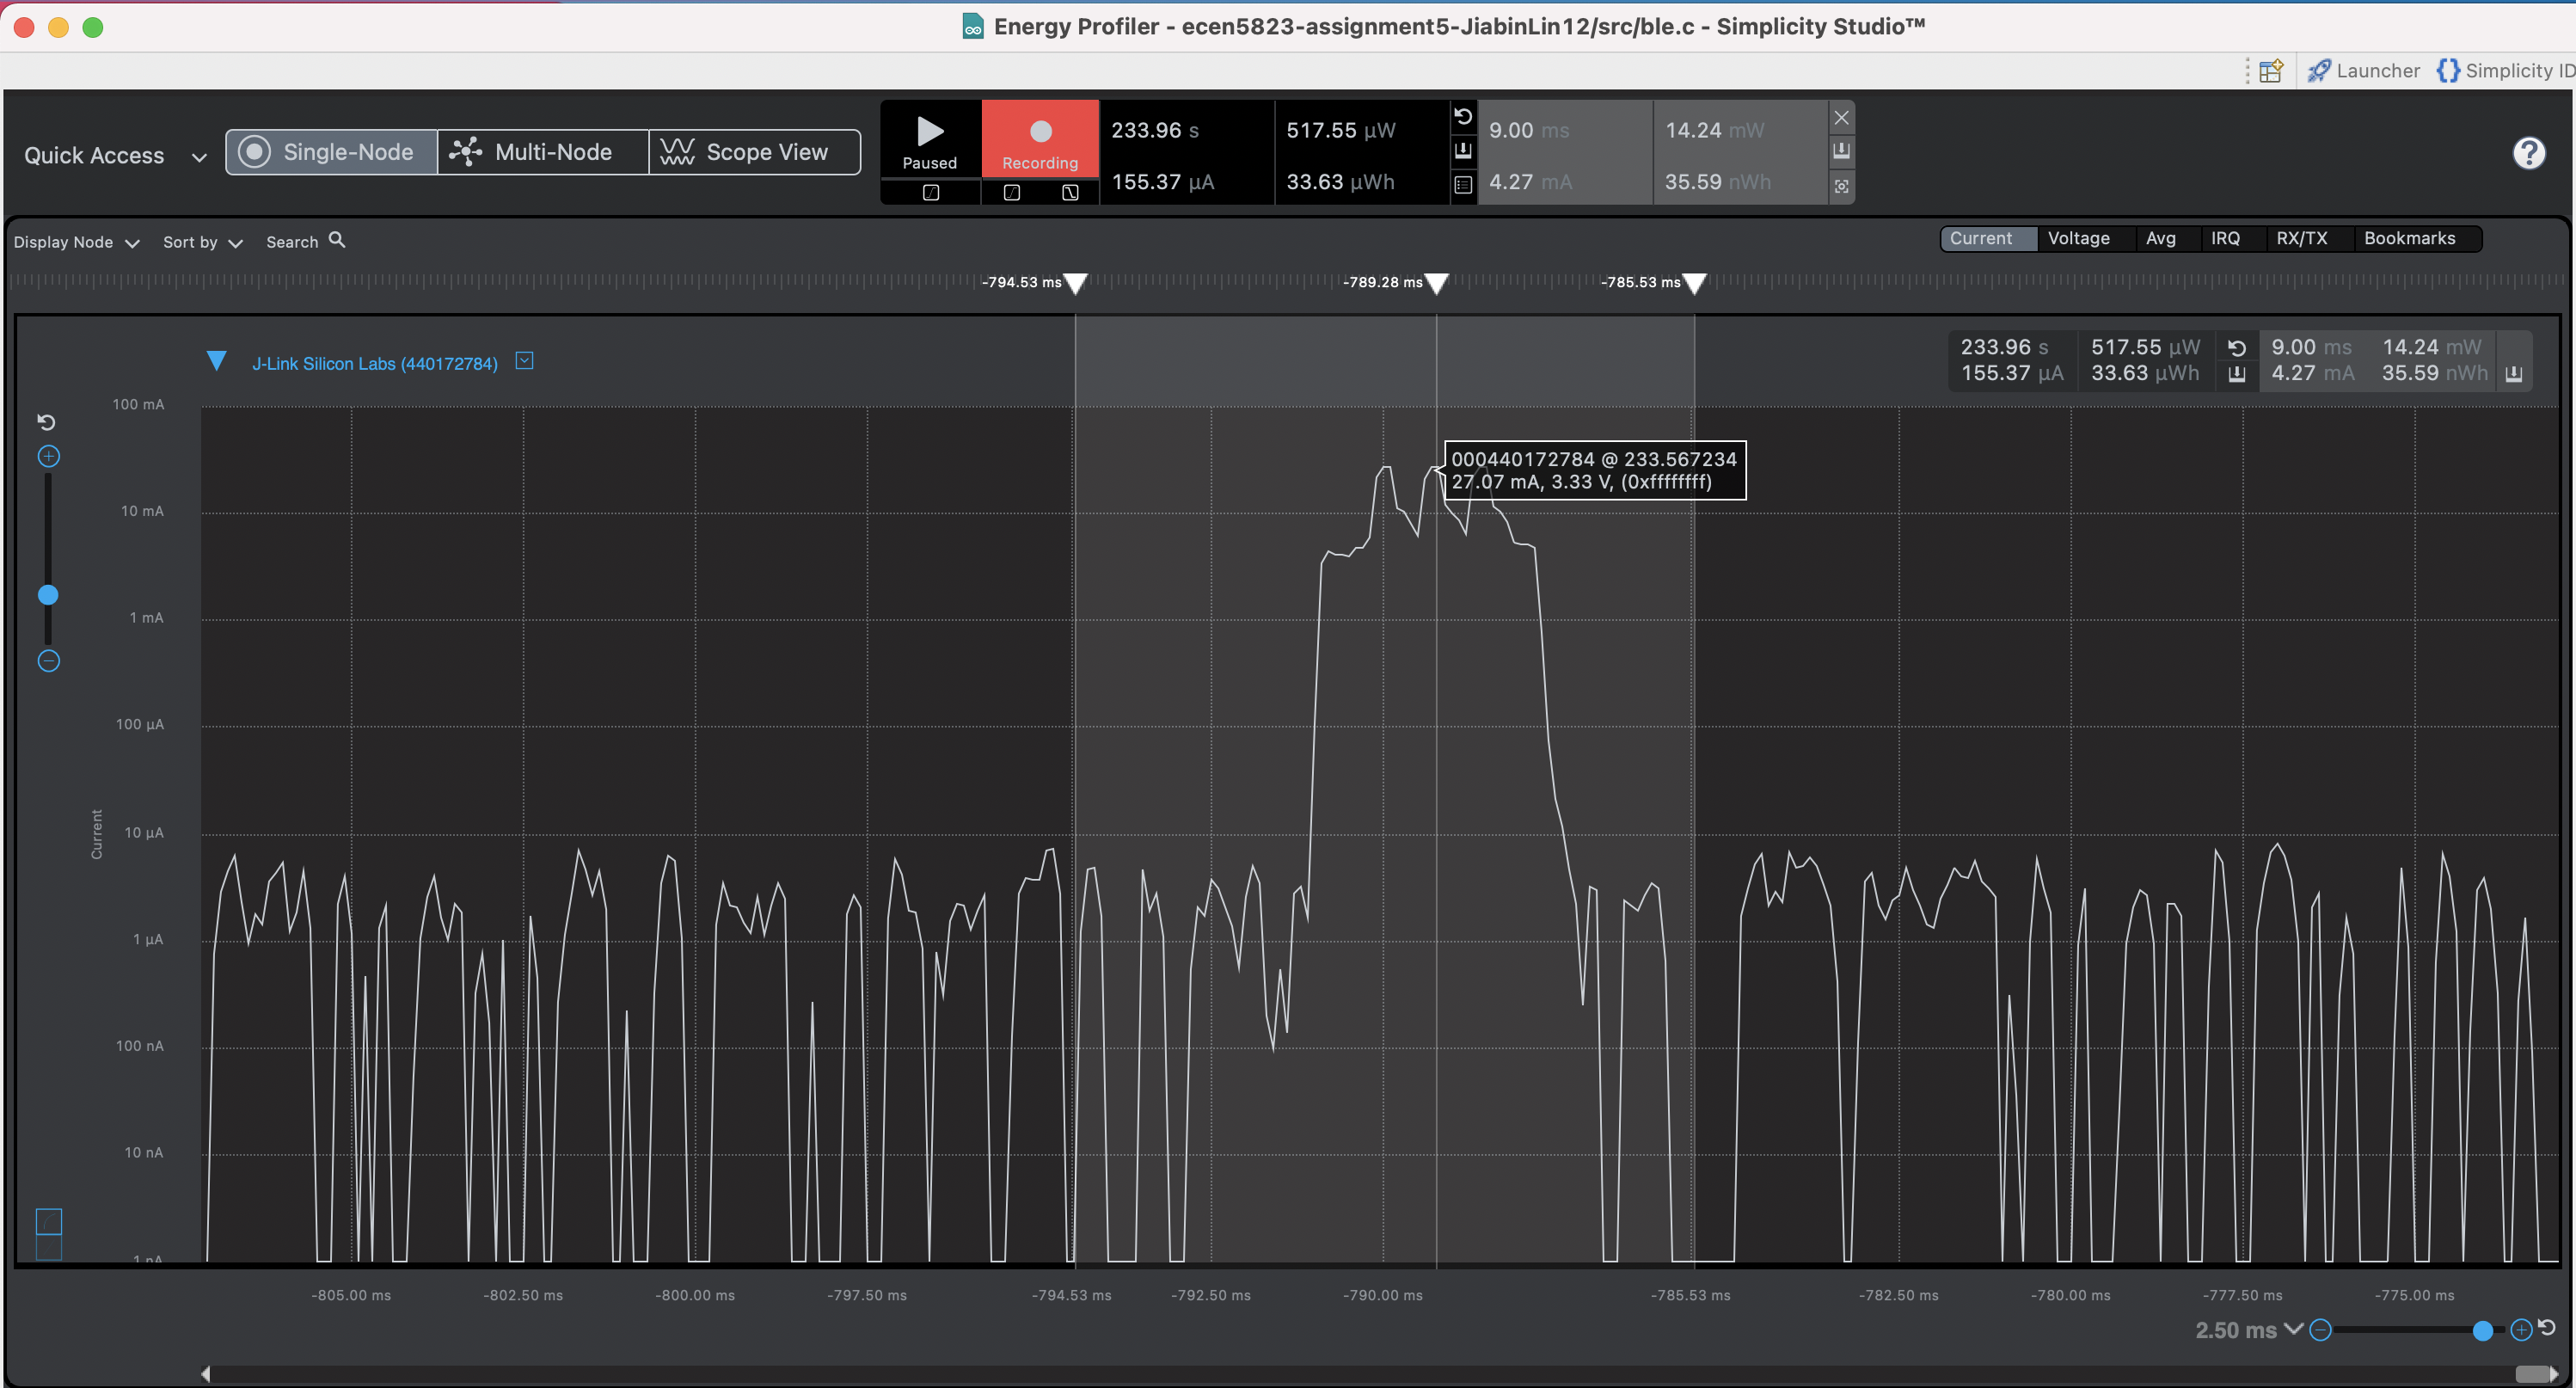 Energy Profiler - ecen5823-assignment5-JiabinLin12/src/ble.c - Simplicity Studio™
Launcher Simplicity ID
Quick Access Single-Node Multi-Node Scope View
Paused Recording
233.96 s 517.55 µW 9.00 ms 14.24 mW
155.37 µA 33.63 µWh 4.27 mA 35.59 nWh
Display Node Sort by Search
Current Voltage Avg IRQ RX/TX Bookmarks
-794.53 ms -789.28 ms -785.53 ms
J-Link Silicon Labs (440172784)
233.96 s 517.55 µW 9.00 ms 14.24 mW
155.37 µA 33.63 µWh 4.27 mA 35.59 nWh
100 mA
000440172784 @ 233.567234
27.07 mA, 3.33 V, (0xffffffff)
10 mA
1 mA
100 µA
10 µA
Current
1 µA
100 nA
10 nA
1 nA
-805.00 ms -802.50 ms -800.00 ms -797.50 ms -794.53 ms -792.50 ms -790.00 ms -785.53 ms -782.50 ms -780.00 ms -777.50 ms -775.00 ms
2.50 ms